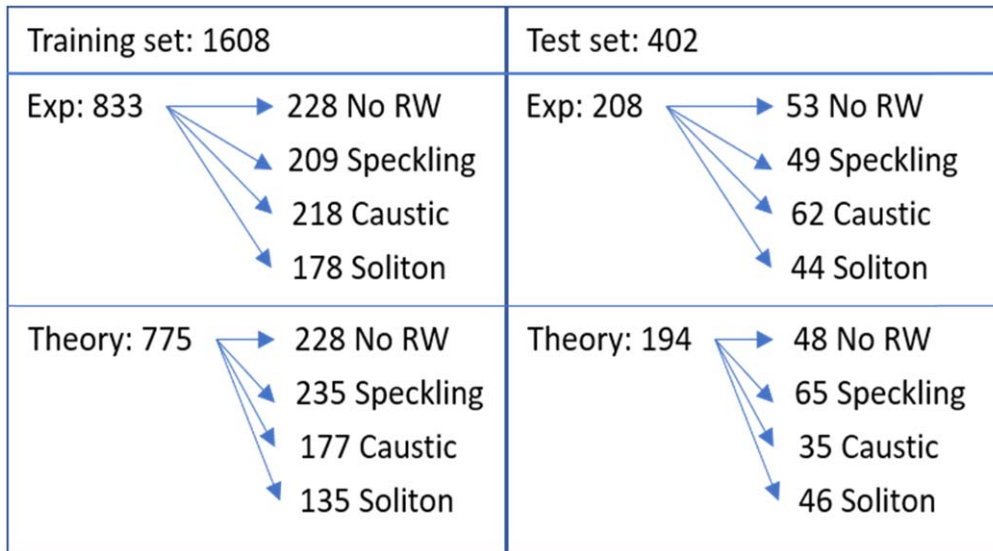 Training set: 1608
Test set: 402
Exp: 833
228 No RW
209 Speckling
218 Caustic
178 Soliton
Exp: 208
53 No RW
49 Speckling
62 Caustic
44 Soliton
Theory: 775
228 No RW
235 Speckling
177 Caustic
135 Soliton
Theory: 194
48 No RW
65 Speckling
35 Caustic
46 Soliton